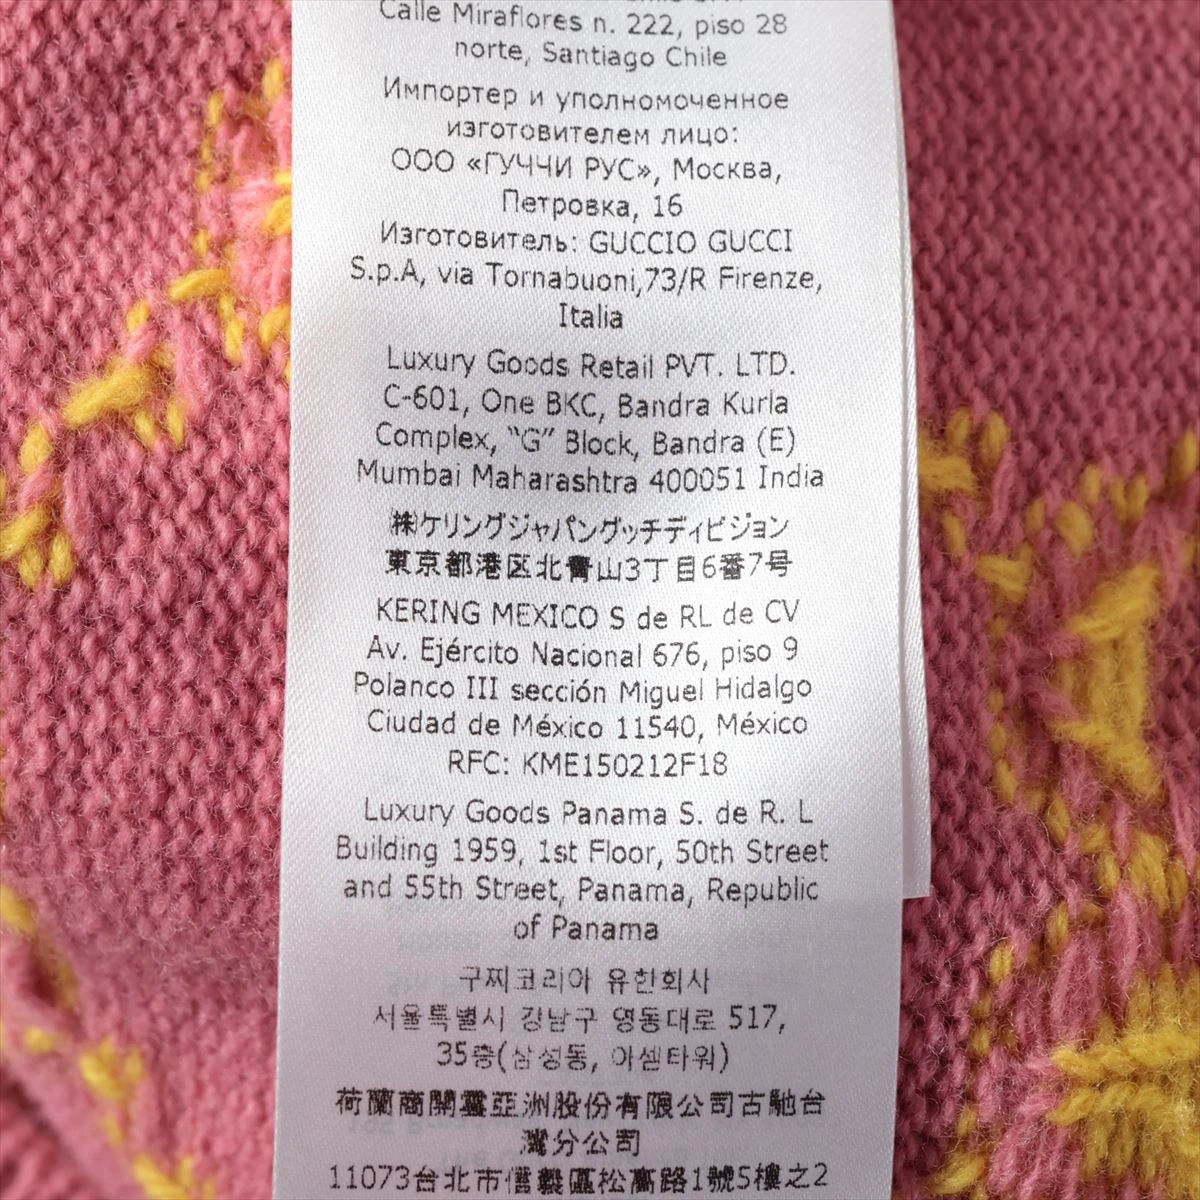 Calle Miraflores n. 222, piso 28
norte, Santiago Chile
Импортер и уполномоченное
изготовителем лицо:
ООО «ГУЧЧИ РУС», Москва,
Петровка, 16
Изготовитель: GUCCIO GUCCI
S.p.A, via Tornabuoni,73/R Firenze,
Italia
Luxury Goods Retail PVT. LTD.
C-601, One BKC, Bandra Kurla
Complex, “G” Block, Bandra (E)
Mumbai Maharashtra 400051 India
㈱ケリングジャパングッチディビジョン
東京都港区北青山3丁目6番7号
KERING MEXICO S de RL de CV
Av. Ejército Nacional 676, piso 9
Polanco III sección Miguel Hidalgo
Ciudad de México 11540, México
RFC: KME150212F18
Luxury Goods Panama S. de R. L
Building 1959, 1st Floor, 50th Street
and 55th Street, Panama, Republic
of Panama
구찌코리아 유한회사
서울특별시 강남구 영동대로 517,
35층(삼성동, 아셈타워)
荷蘭商開雲亞洲股份有限公司古馳台
灣分公司
11073台北市信義區松高路1號5樓之2